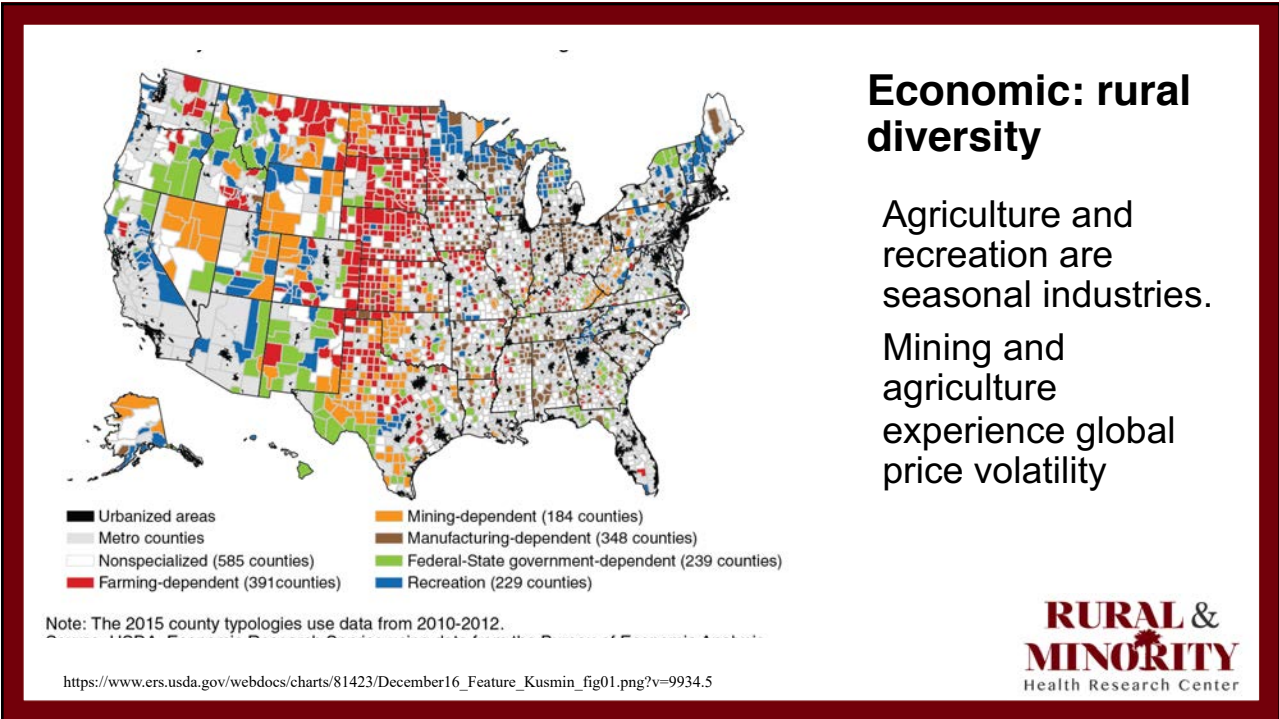 Economic: rural
diversity
Agriculture and
recreation are
seasonal industries.
Mining and
agriculture
experience global
price volatility
Urbanized areas
Metro counties
Nonspecialized (585 counties)
Farming-dependent (391counties)
Mining-dependent (184 counties)
Manufacturing-dependent (348 counties)
Federal-State government-dependent (239 counties)
Recreation (229 counties)
Note: The 2015 county typologies use data from 2010-2012.
https://www.ers.usda.gov/webdocs/charts/81423/December16_Feature_Kusmin_fig01.png?v=9934.5
RURAL &
MINORITY
Health Research Center